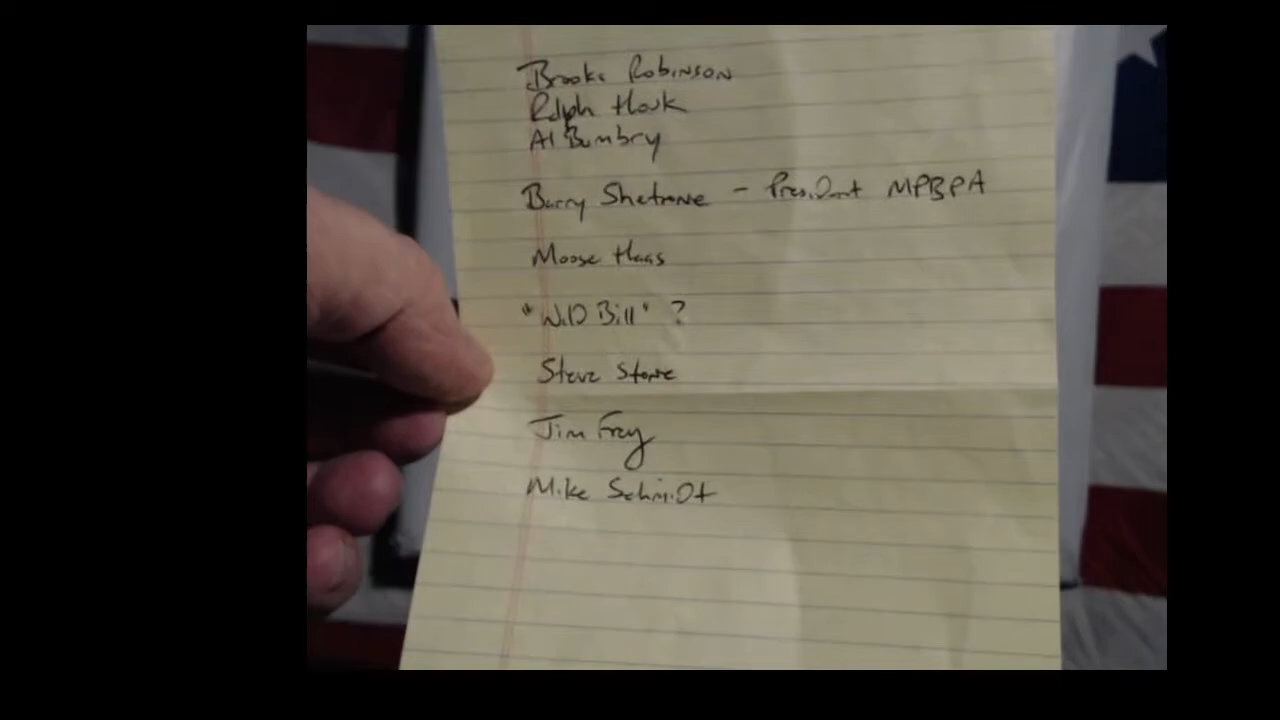 Brooks Robinson
Ralph Houk
Al Bumbry
Barry Shetrone - President MPBPA
Moose Haas
"Wild Bill" ?
Steve Stone
Jim Frey
Mike Schmidt